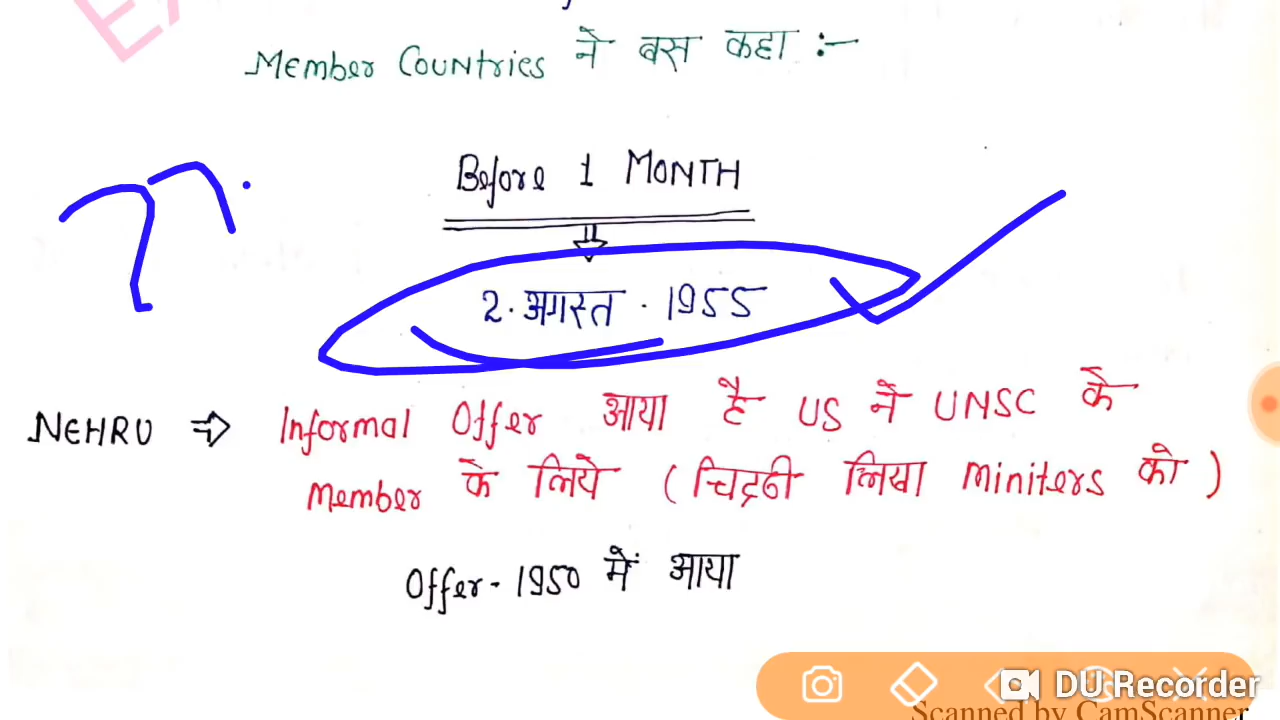 Member Countries ने बस कहा :-
Before 1 MONTH
2. अगस्त . 1955
NEHRU ⇒ Informal Offer आया है US ने UNSC के
Member के लिये ( चिट्ठी लिखा Miniters को )
Offer - 1950 में आया
DU Recorder
Scanned by CamScanner